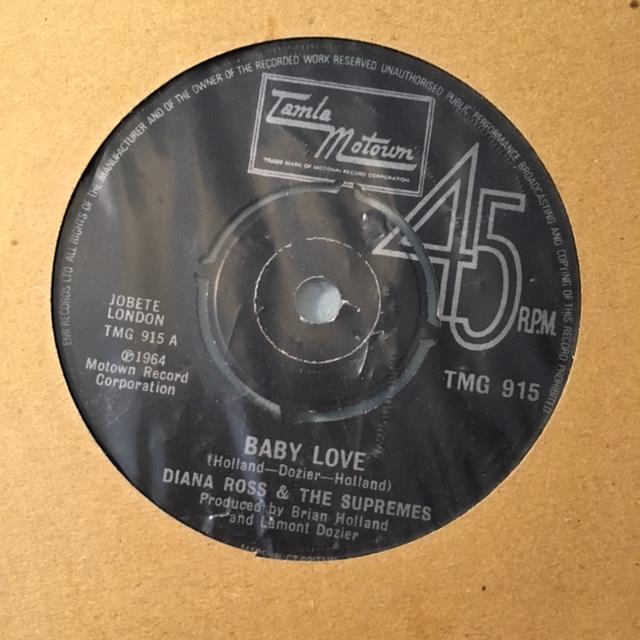 EMI RECORDS LTD ALL RIGHTS OF THE MANUFACTURER AND OF THE OWNER OF THE RECORDED WORK RESERVED UNAUTHORISED PUBLIC PERFORMANCE BROADCASTING AND COPYING OF THIS RECORD PROHIBITED
Tamla
Motown
TRADE MARK OF MOTOWN RECORD CORPORATION
45
R.P.M.
JOBETE
LONDON
TMG 915 A
℗1964
Motown Record
Corporation
TMG 915
BABY LOVE
(Holland—Dozier—Holland)
DIANA ROSS & THE SUPREMES
Produced by Brian Holland
and Lamont Dozier